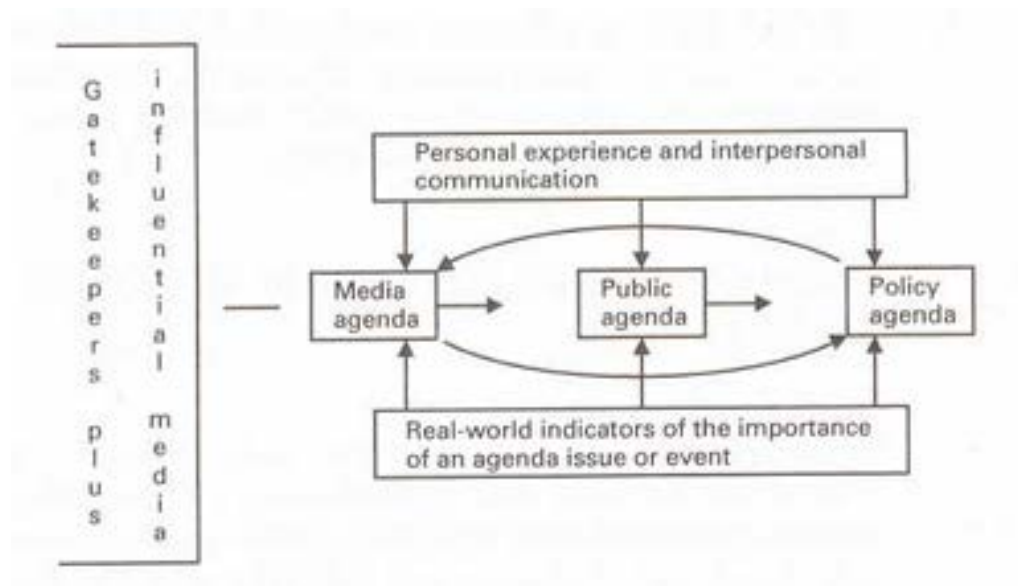 Gatekeepers plus
influential media
Personal experience and interpersonal
communication
Media
agenda
Public
agenda
Policy
agenda
Real-world indicators of the importance
of an agenda issue or event